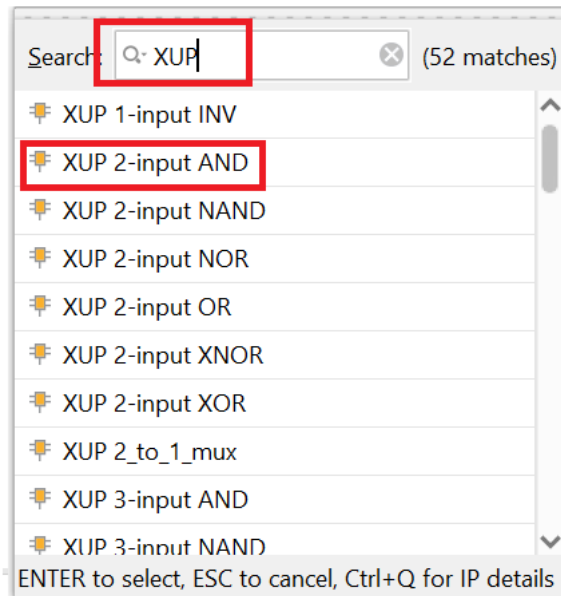 Search: XUP (52 matches)
XUP 1-input INV
XUP 2-input AND
XUP 2-input NAND
XUP 2-input NOR
XUP 2-input OR
XUP 2-input XNOR
XUP 2-input XOR
XUP 2_to_1_mux
XUP 3-input AND
XUP 3-input NAND
ENTER to select, ESC to cancel, Ctrl+Q for IP details